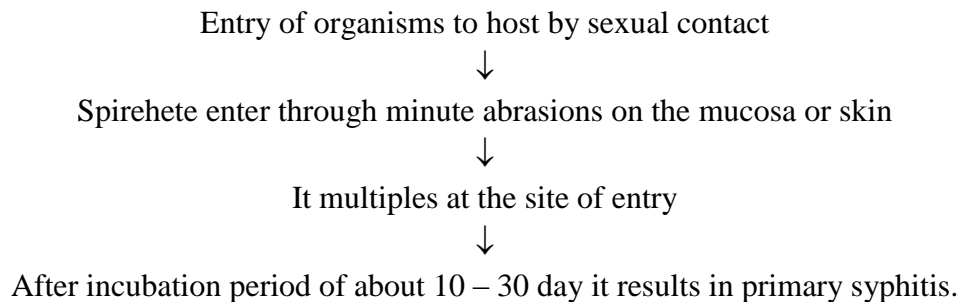 Entry of organisms to host by sexual contact
↓
Spirehete enter through minute abrasions on the mucosa or skin
↓
It multiples at the site of entry
↓
After incubation period of about 10 – 30 day it results in primary syphitis.